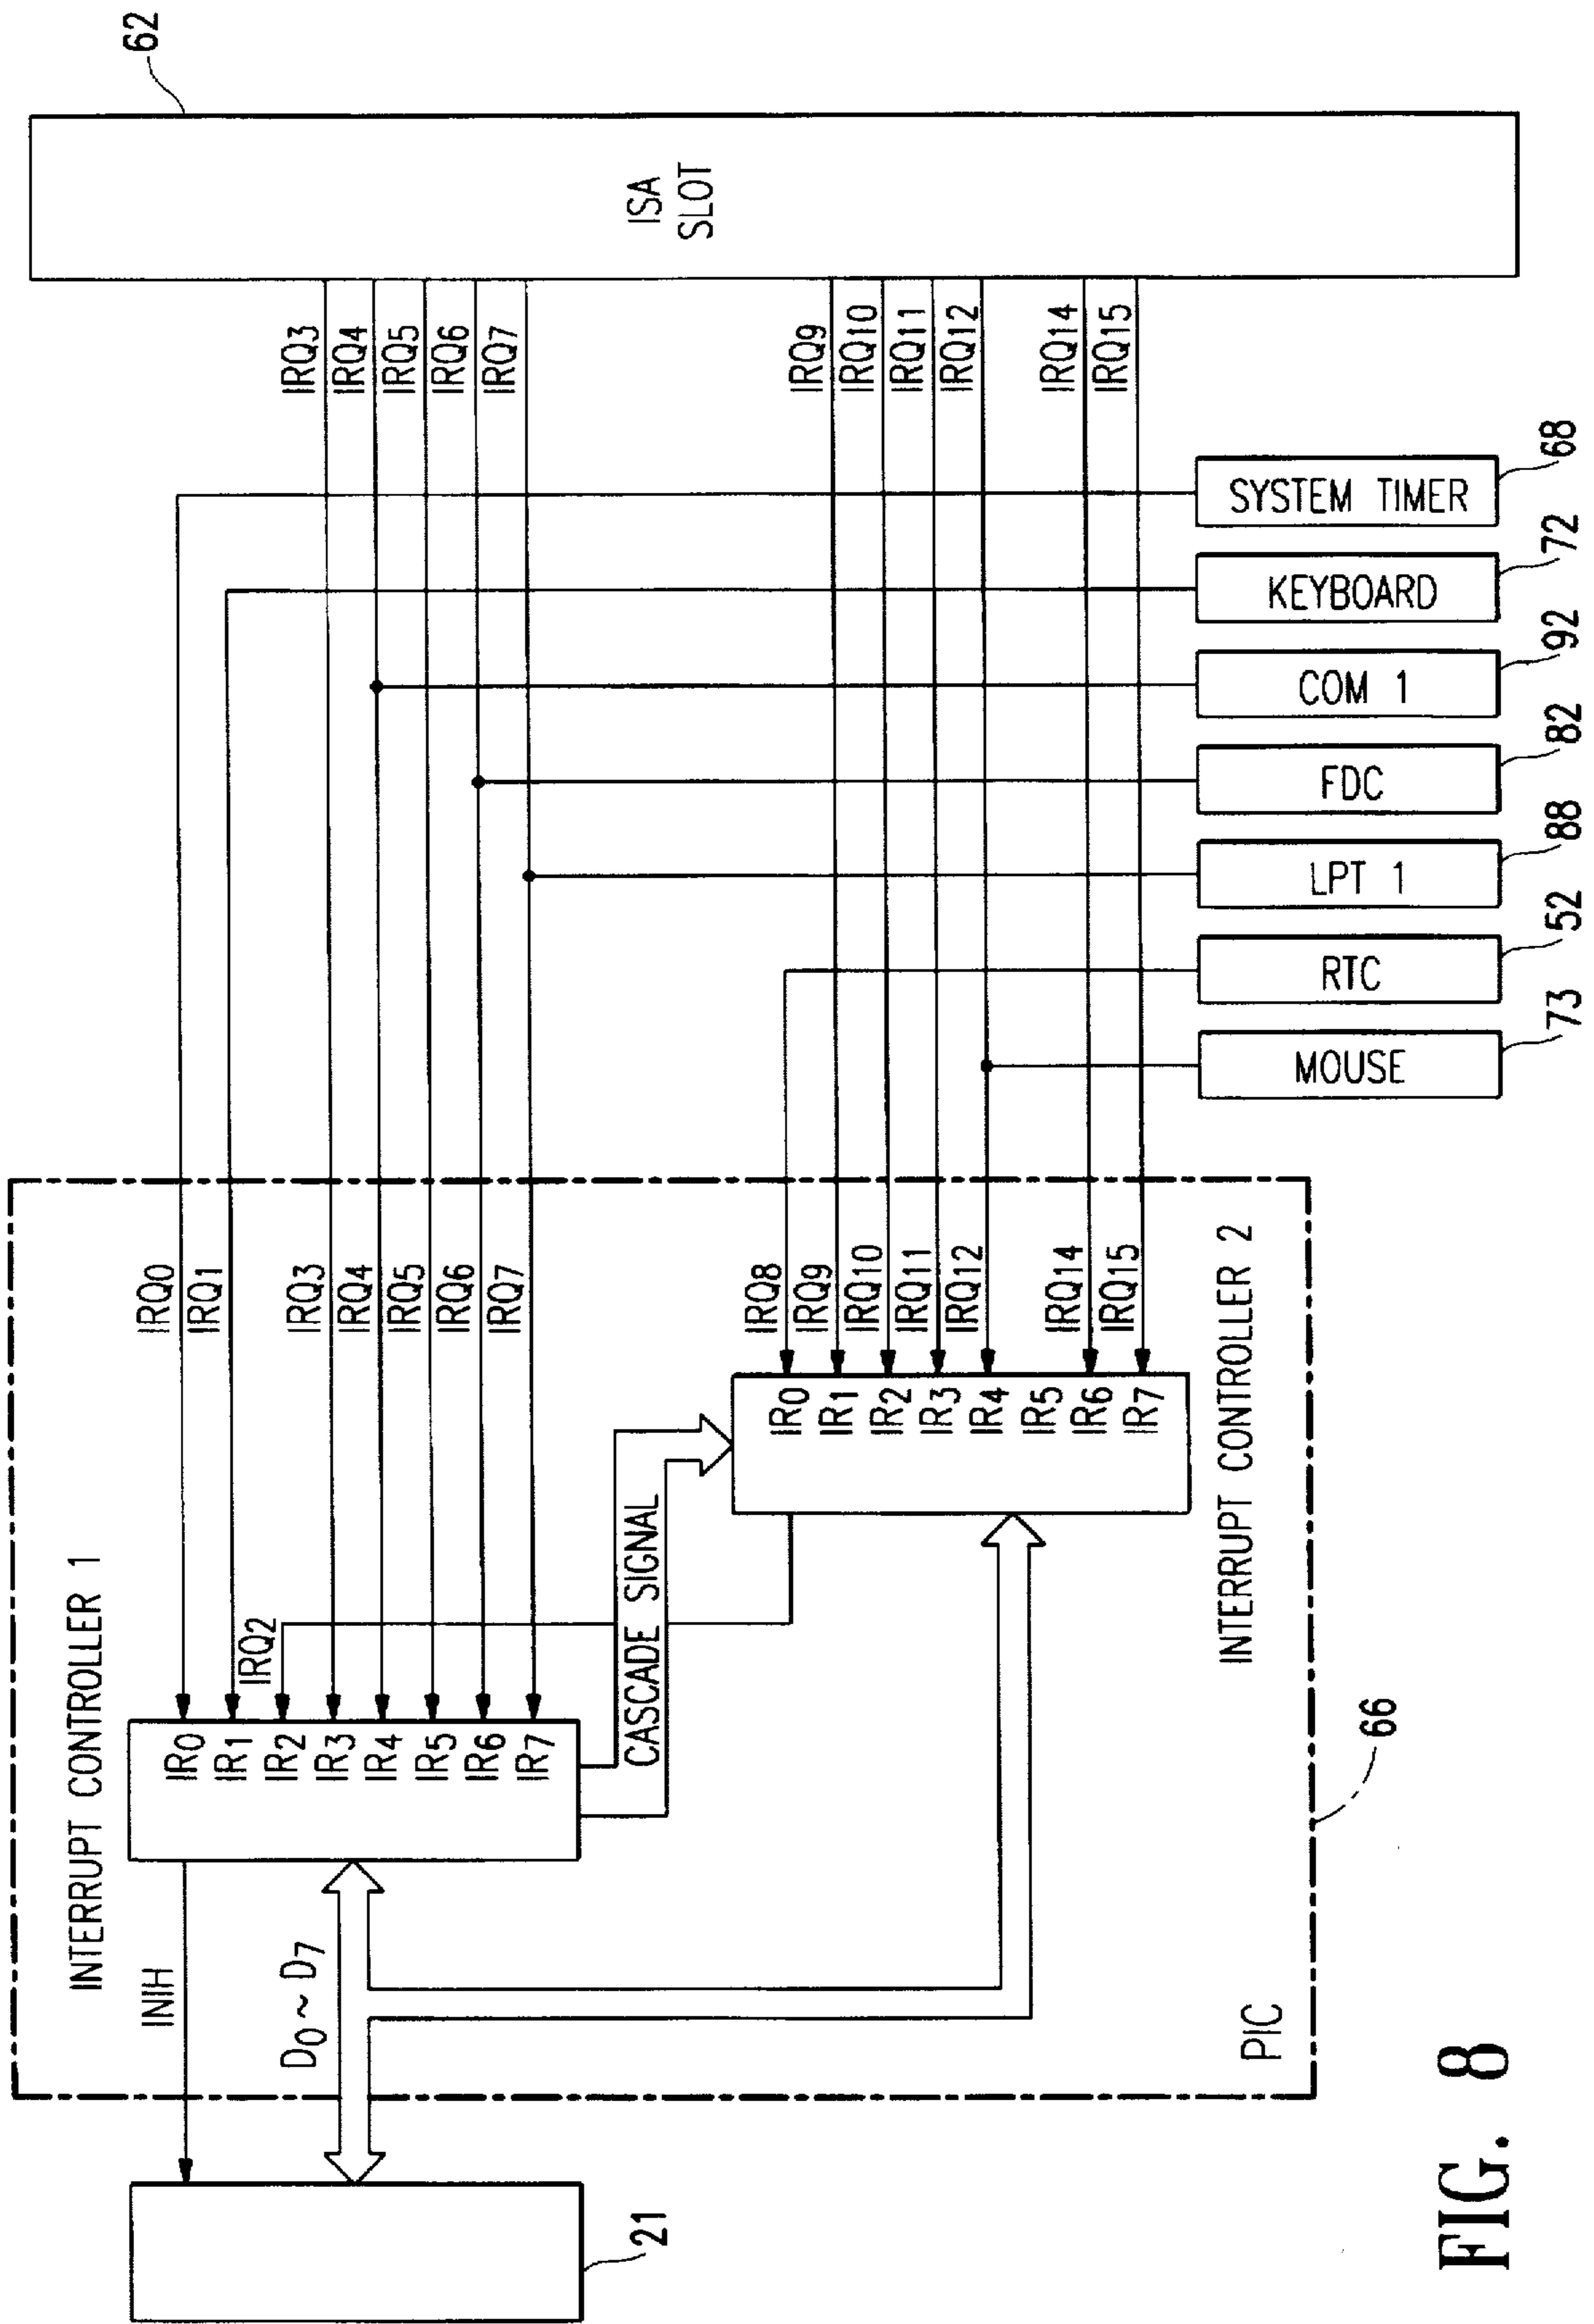 INTERRUPT CONTROLLER 1
INIH
D0 ~ D7
IR0
IR1
IR2
IR3
IR4
IR5
IR6
IR7
IRQ0
IRQ1
IRQ2
IRQ3
IRQ4
IRQ5
IRQ6
IRQ7
CASCADE SIGNAL
IR0
IR1
IR2
IR3
IR4
IR5
IR6
IR7
IRQ8
IRQ9
IRQ10
IRQ11
IRQ12
IRQ14
IRQ15
INTERRUPT CONTROLLER 2
PIC
66
21
IRQ3
IRQ4
IRQ5
IRQ6
IRQ7
IRQ9
IRQ10
IRQ11
IRQ12
IRQ14
IRQ15
ISA
SLOT
62
MOUSE
73
RTC
52
LPT 1
88
FDC
82
COM 1
92
KEYBOARD
72
SYSTEM TIMER
68
FIG. 8